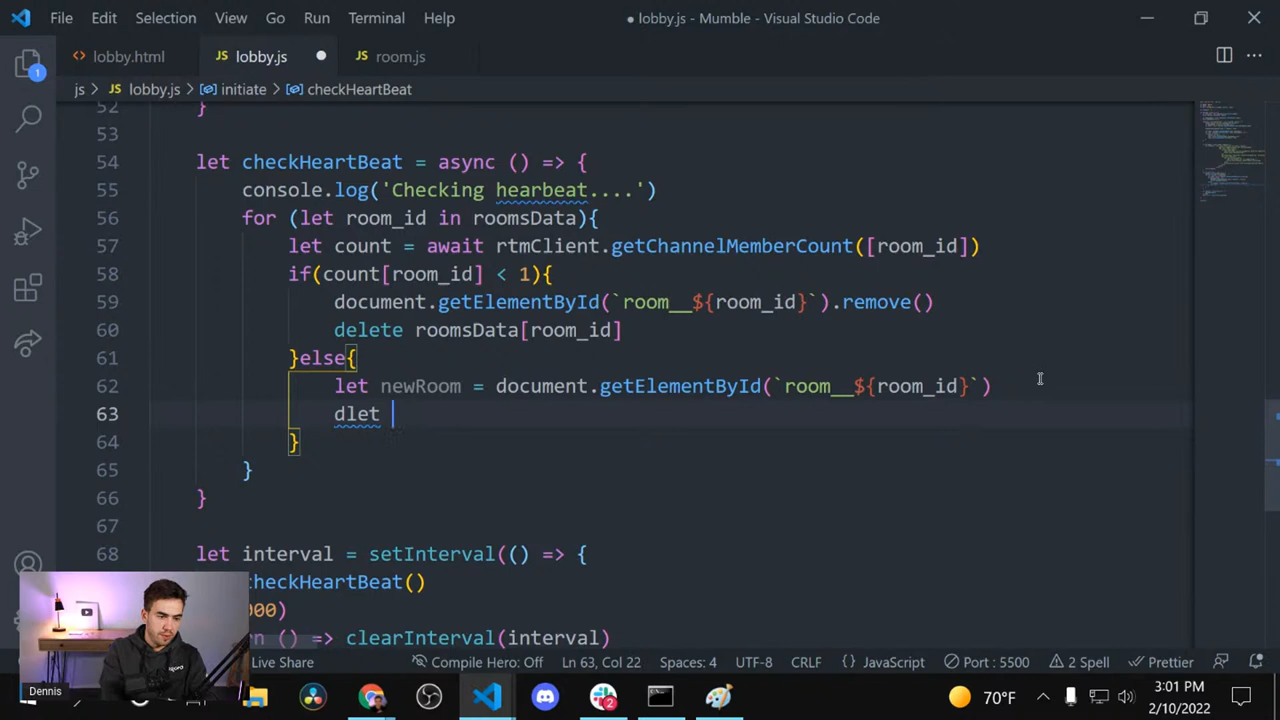 File Edit Selection View Go Run Terminal Help ● lobby.js - Mumble - Visual Studio Code
1
<> lobby.html JS lobby.js ● JS room.js
js > JS lobby.js > initiate > checkHeartBeat
52 }
53
54 let checkHeartBeat = async () => {
55 console.log('Checking hearbeat....')
56 for (let room_id in roomsData){
57 let count = await rtmClient.getChannelMemberCount([room_id])
58 if(count[room_id] < 1){
59 document.getElementById(`room__${room_id}`).remove()
60 delete roomsData[room_id]
61 }else{
62 let newRoom = document.getElementById(`room__${room_id}`)
63 dlet
64 }
65 }
66 }
67
68 let interval = setInterval(() => {
heckHeartBeat()
000)
rn () => clearInterval(interval)
Live Share Compile Hero: Off Ln 63, Col 22 Spaces: 4 UTF-8 CRLF {} JavaScript Port : 5500 2 Spell Prettier
Dennis
2
70°F
3:01 PM
2/10/2022